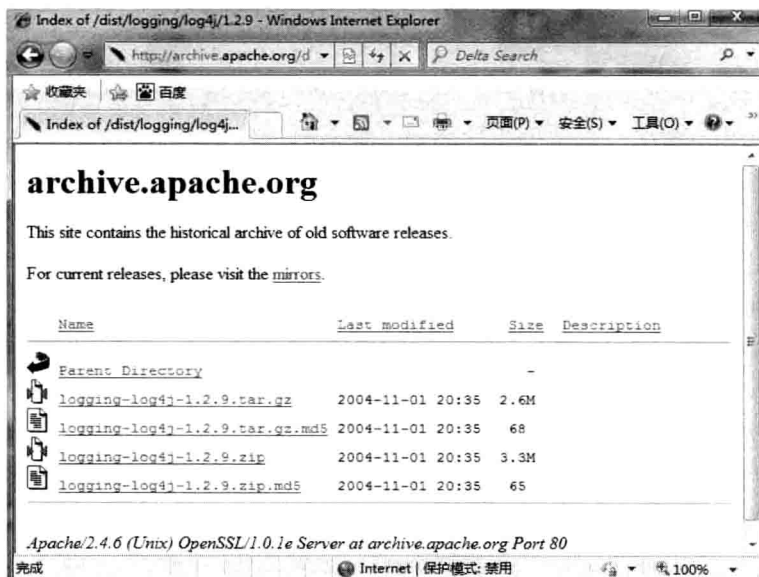 Index of /dist/logging/log4j/1.2.9 - Windows Internet Explorer
http://archive.apache.org/d
Delta Search
收藏夹 百度
Index of /dist/logging/log4j...
页面(P) 安全(S) 工具(O)
archive.apache.org
This site contains the historical archive of old software releases.
For current releases, please visit the mirrors.
Name Last modified Size Description
Parent Directory -
logging-log4j-1.2.9.tar.gz 2004-11-01 20:35 2.6M
logging-log4j-1.2.9.tar.gz.md5 2004-11-01 20:35 68
logging-log4j-1.2.9.zip 2004-11-01 20:35 3.3M
logging-log4j-1.2.9.zip.md5 2004-11-01 20:35 65
Apache/2.4.6 (Unix) OpenSSL/1.0.1e Server at archive.apache.org Port 80
完成 Internet | 保护模式: 禁用 100%